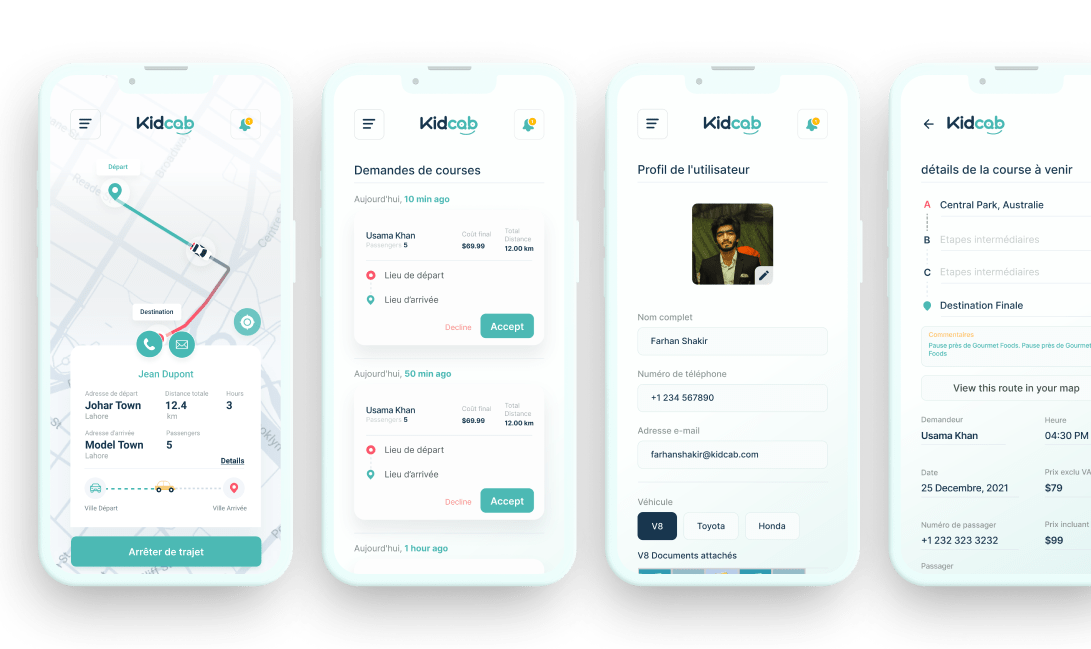 Kidcab
Départ
Destination
Jean Dupont
Adresse de départ
Distance totale
Hours
Johar Town
12.4
3
Lahore
km
Adresse d'arrivée
Passengers
Model Town
5
Lahore
Details
Ville Départ
Ville Arrivée
Arrêter de trajet
Kidcab
Demandes de courses
Aujourd'hui, 10 min ago
Usama Khan
Passengers 5
Coût final
$69.99
Total
Distance
12.00 km
Lieu de départ
Lieu d'arrivée
Decline
Accept
Aujourd'hui, 50 min ago
Usama Khan
Passengers 5
Coût final
$69.99
Total
Distance
12.00 km
Lieu de départ
Lieu d'arrivée
Decline
Accept
Aujourd'hui, 1 hour ago
Kidcab
Profil de l'utilisateur
Nom complet
Farhan Shakir
Numéro de téléphone
+1 234 567890
Adresse e-mail
farhanshakir@kidcab.com
Véhicule
V8
Toyota
Honda
V8 Documents attachés
Kidcab
détails de la course à venir
A Central Park, Australie
B Etapes intermédiaires
C Etapes intermédiaires
Destination Finale
Commentaires
Pause près de Gourmet Foods. Pause près de Gourmet
Foods.
View this route in your map
Demandeur
Heure
Usama Khan
04:30 PM
Date
Prix exclu VA
25 Decembre, 2021
$79
Numéro de passager
Prix incluant
+1 232 323 3232
$99
Passager